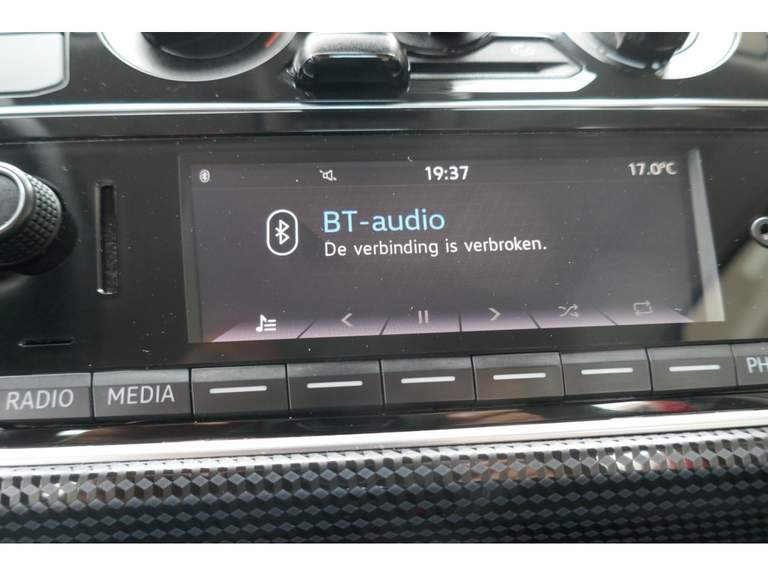 19:37
17.0°C
BT-audio
De verbinding is verbroken.
RADIO
MEDIA
PH